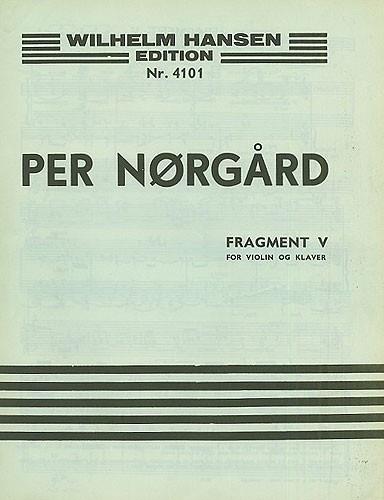 WILHELM HANSEN
EDITION
Nr. 4101
PER NØRGÅRD
FRAGMENT V
FOR VIOLIN OG KLAVER